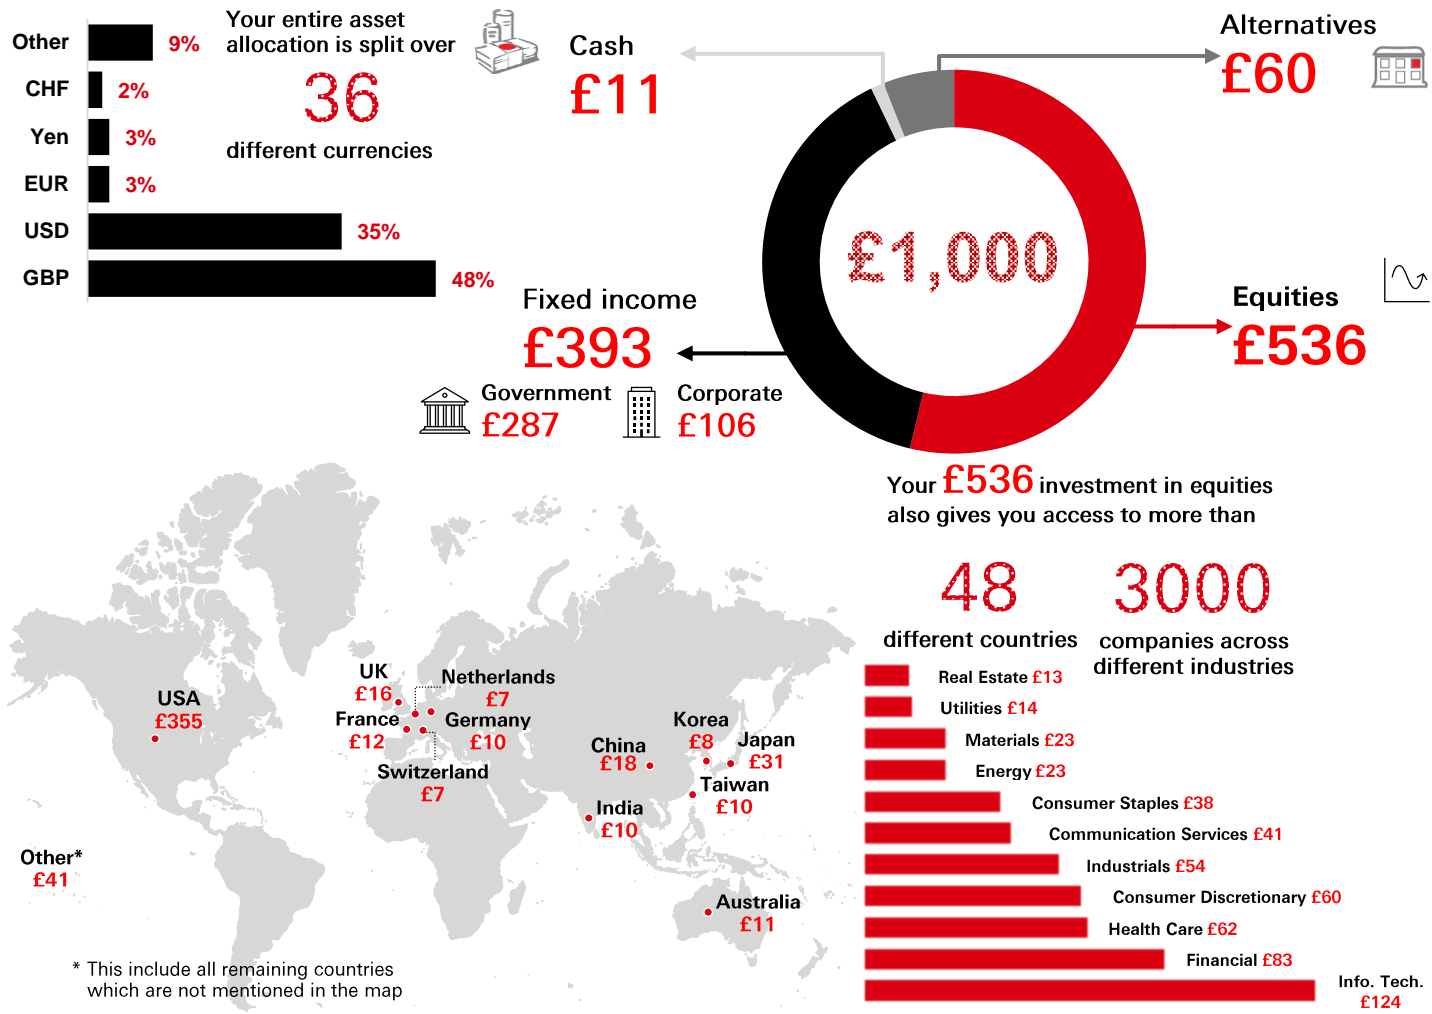 Other 9%
CHF 2%
Yen 3%
EUR 3%
USD 35%
GBP 48%
Your entire asset
allocation is split over
36
different currencies
Cash
£11
Alternatives
£60
£1,000
Fixed income
£393
Government
£287
Corporate
£106
Equities
£536
Your £536 investment in equities
also gives you access to more than
48
different countries
3000
companies across
different industries
USA
£355
UK
£16
Netherlands
£7
France
£12
Germany
£10
Switzerland
£7
Korea
£8
Japan
£31
China
£18
Taiwan
£10
India
£10
Other*
£41
Australia
£11
* This include all remaining countries
which are not mentioned in the map
Real Estate £13
Utilities £14
Materials £23
Energy £23
Consumer Staples £38
Communication Services £41
Industrials £54
Consumer Discretionary £60
Health Care £62
Financial £83
Info. Tech.
£124